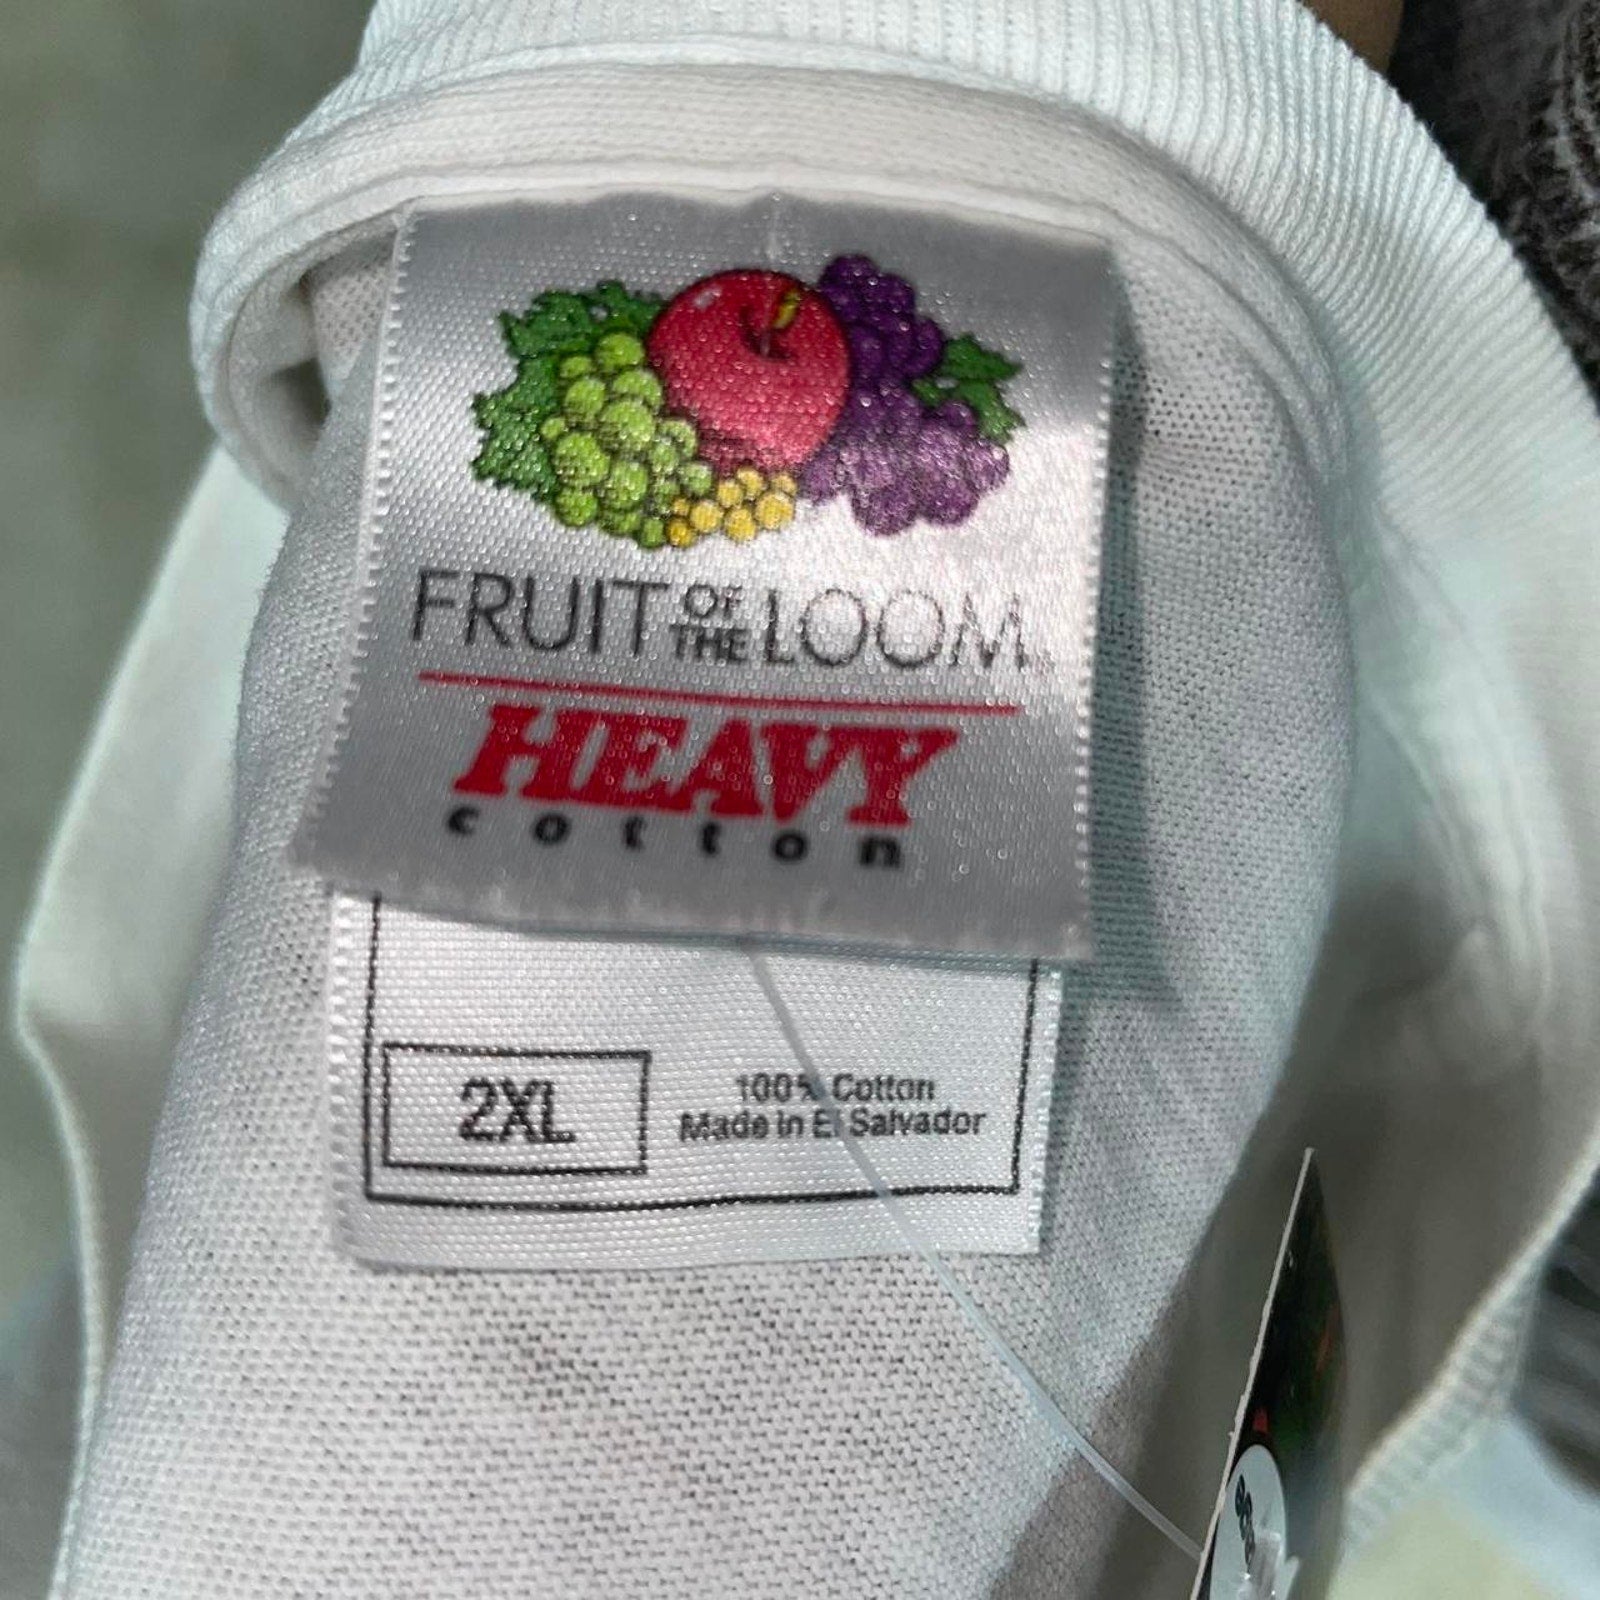 FRUIT OF THE LOOM®
HEAVY
cotton
2XL
100% Cotton
Made in El Salvador